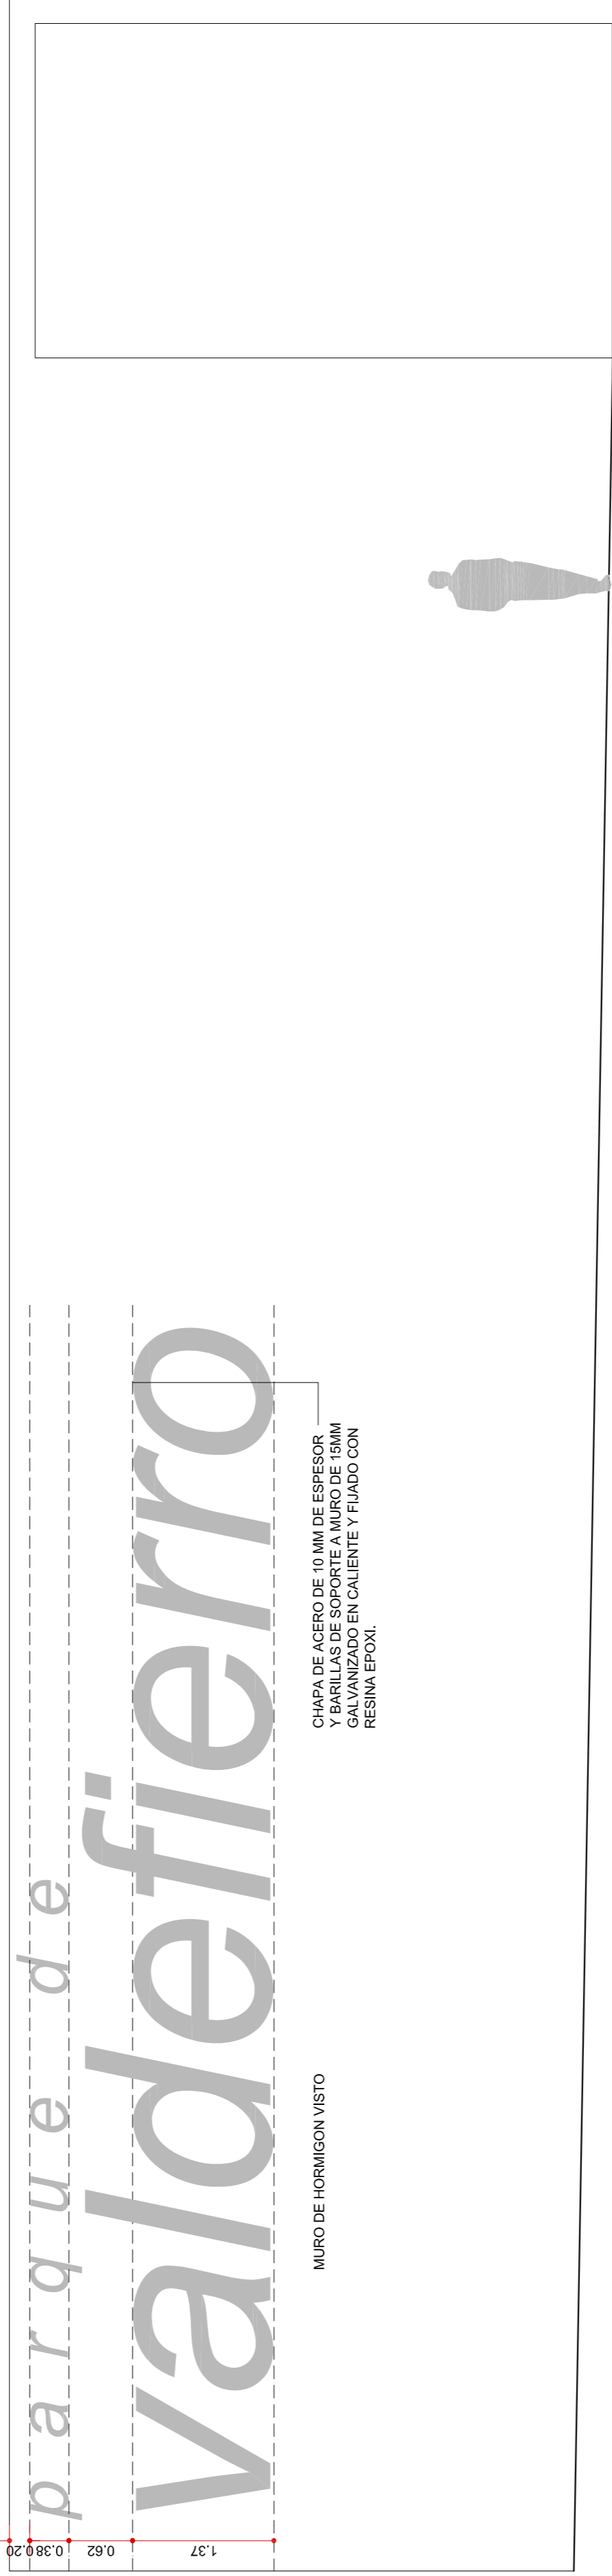 parque de
valdefierro
0.20
0.38
0.62
1.37
CHAPA DE ACERO DE 10 MM DE ESPESOR
Y BARILLAS DE SOPORTE A MURO DE 15MM
GALVANIZADO EN CALIENTE Y FIJADO CON
RESINA EPOXI.
MURO DE HORMIGON VISTO